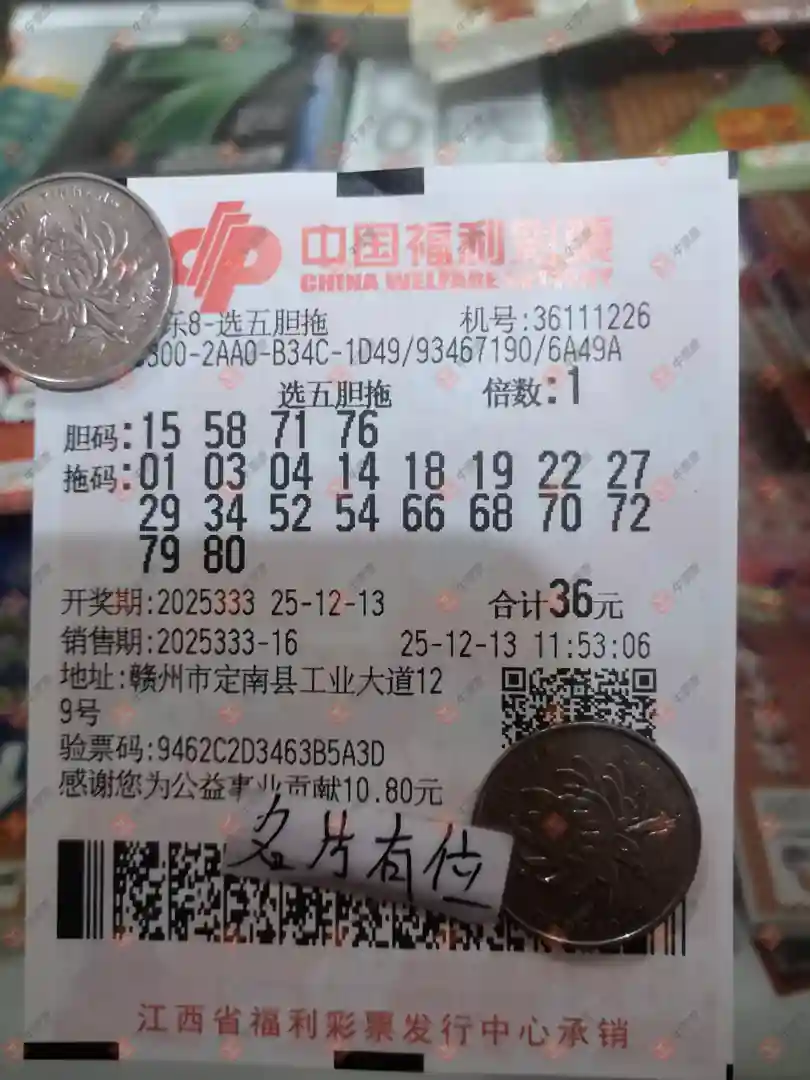 中国福利彩票
CHINA WELFARE LOTTERY
乐8-选五胆拖 机号:36111226
300-2AA0-B34C-1D49/93467190/6A49A
选五胆拖 倍数:1
胆码:15 58 71 76
拖码:01 03 04 14 18 19 22 27
29 34 52 54 66 68 70 72
79 80
开奖期:2025333 25-12-13 合计36元
销售期:2025333-16 25-12-13 11:53:06
地址:赣州市定南县工业大道12
9号
验票码:9462C2D3463B5A3D
感谢您为公益事业贡献10.80元
名片有位
江西省福利彩票发行中心承销